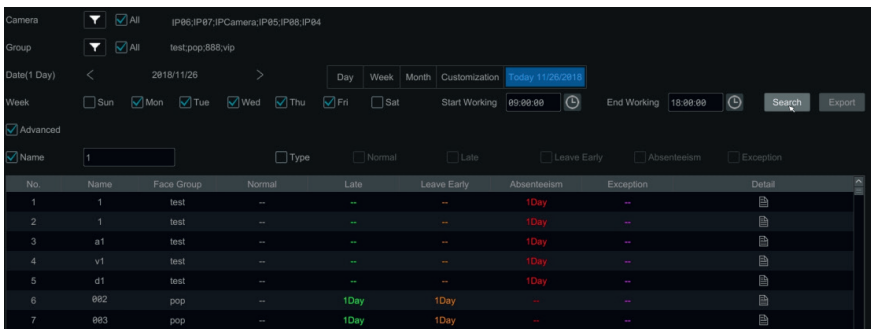 Camera All IP06;IP07;IPCamera;IP05;IP08;IP04
Group All test;pop;888;vip
Date(1 Day) < 2018/11/26 > Day Week Month Customization Today 11/26/2018
Week Sun Mon Tue Wed Thu Fri Sat Start Working 09:00:00 End Working 18:00:00 Search Export
Advanced
Name 1 Type Normal Late Leave Early Absenteeism Exception
No. Name Face Group Normal Late Leave Early Absenteeism Exception Detail
1 1 test -- -- -- 1Day --
2 1 test -- -- -- 1Day --
3 a1 test -- -- -- 1Day --
4 v1 test -- -- -- 1Day --
5 d1 test -- -- -- 1Day --
6 002 pop -- 1Day 1Day -- --
7 003 pop -- 1Day 1Day -- --